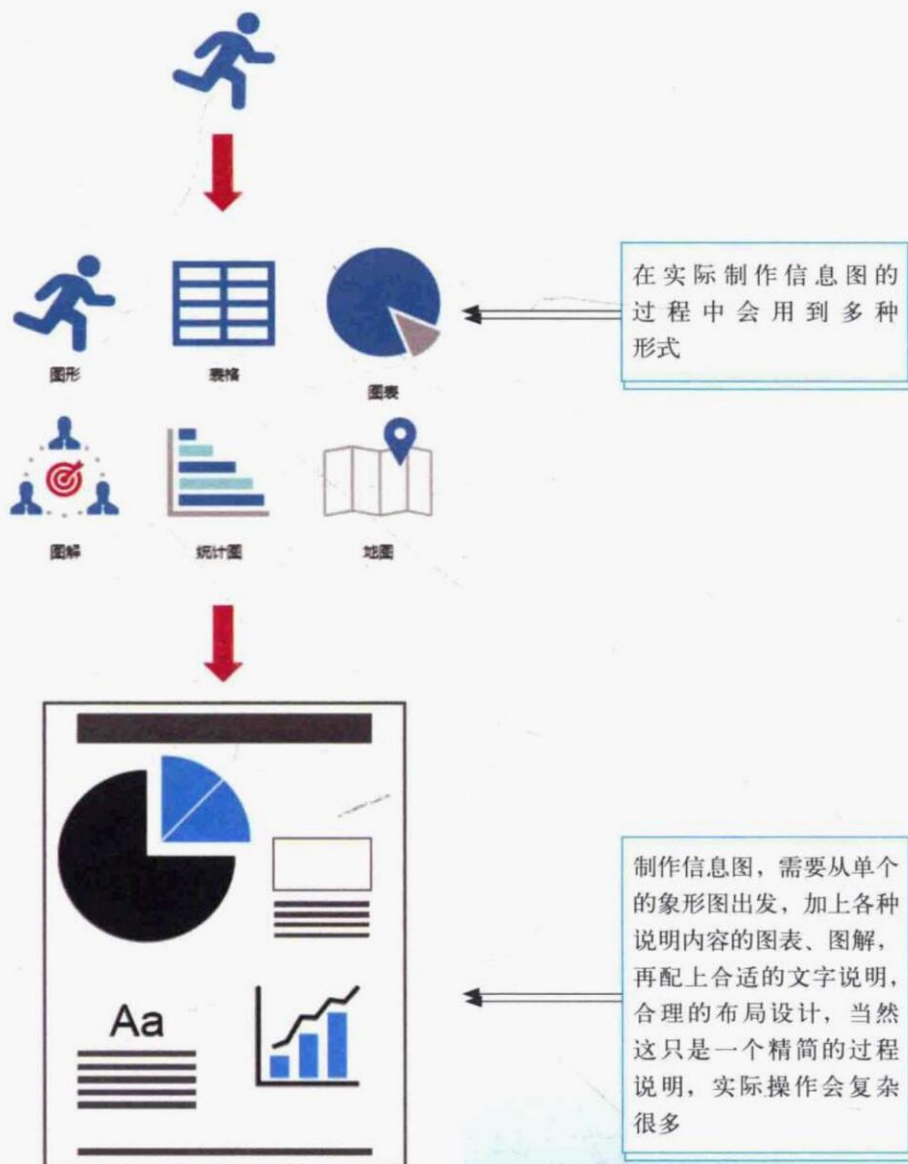 在实际制作信息图的
过程中会用到多种
形式
图形
表格
图表
图解
统计图
地图
制作信息图，需要从单个
的象形图出发，加上各种
说明内容的图表、图解，
再配上合适的文字说明，
合理的布局设计，当然
这只是一个精简的过程
说明，实际操作会复杂
很多
Aa